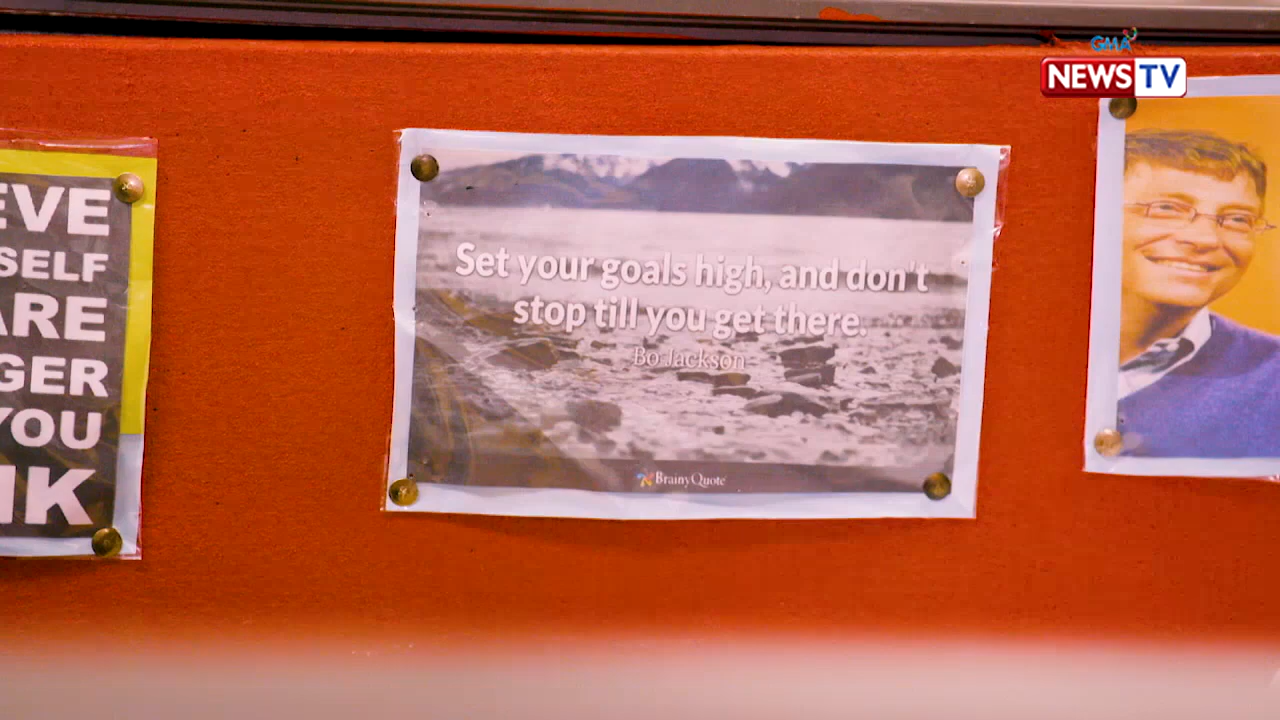 GMA
NEWS TV
EVE
SELF
ARE
GER
YOU
NK
Set your goals high, and don't
stop till you get there.
Bo Jackson
BrainyQuote